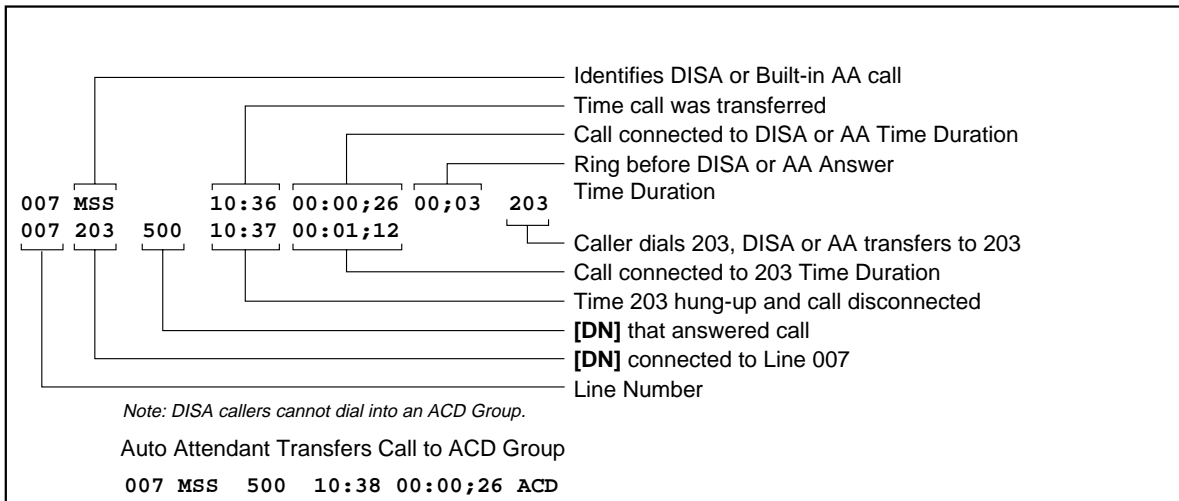 Identifies DISA or Built-in AA call
Time call was transferred
Call connected to DISA or AA Time Duration
Ring before DISA or AA Answer
Time Duration
007 MSS 10:36 00:00;26 00;03 203
007 203 500 10:37 00:01;12
Caller dials 203, DISA or AA transfers to 203
Call connected to 203 Time Duration
Time 203 hung-up and call disconnected
[DN] that answered call
[DN] connected to Line 007
Line Number
Note: DISA callers cannot dial into an ACD Group.
Auto Attendant Transfers Call to ACD Group
007 MSS 500 10:38 00:00;26 ACD